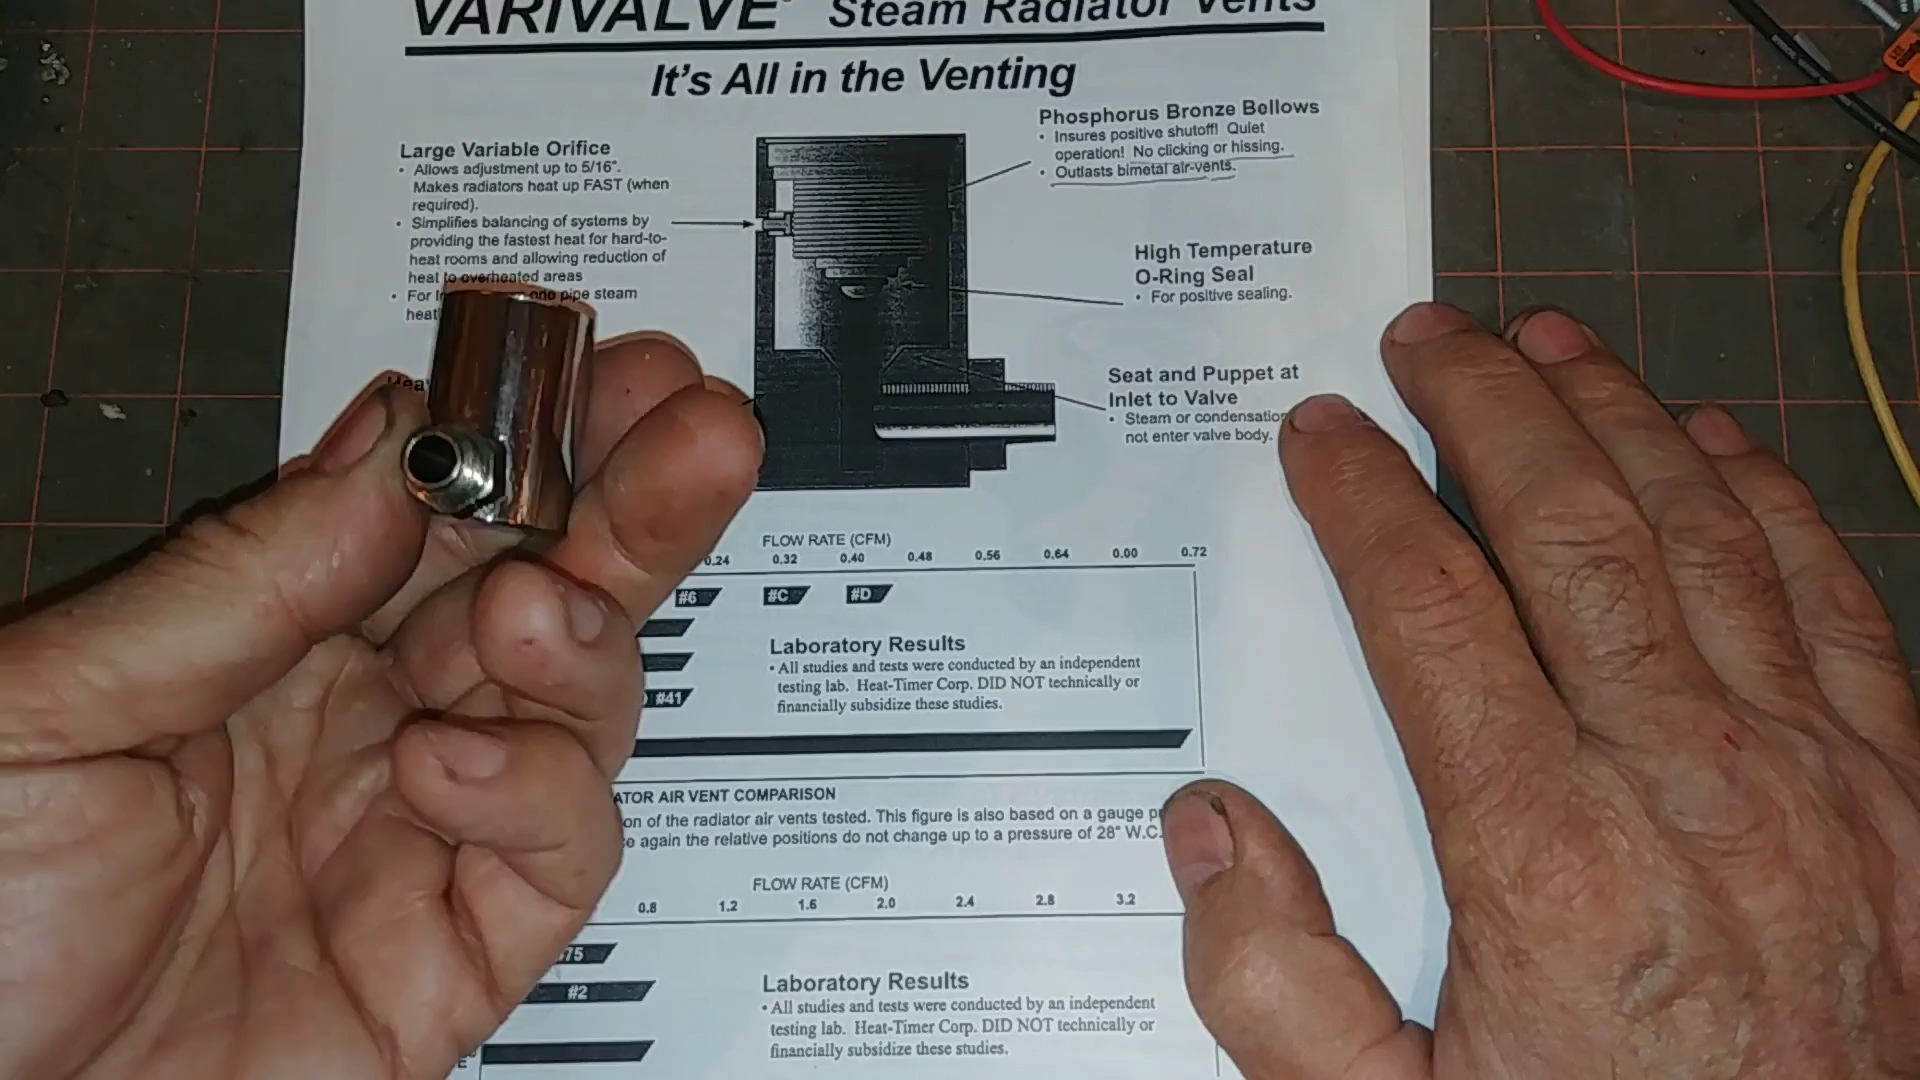 VARIVALVE® Steam Radiator Vents
It's All in the Venting
Large Variable Orifice
• Allows adjustment up to 5/16".
Makes radiators heat up FAST (when
required).
• Simplifies balancing of systems by
providing the fastest heat for hard-to-
heat rooms and allowing reduction of
heat to overheated areas
• For one pipe steam
heat
Phosphorus Bronze Bellows
• Insures positive shutoff! Quiet
operation! No clicking or hissing.
• Outlasts bimetal air-vents.
High Temperature
O-Ring Seal
• For positive sealing.
Seat and Puppet at
Inlet to Valve
• Steam or condensation
not enter valve body.
FLOW RATE (CFM)
0.24 0.32 0.40 0.48 0.56 0.64 0.00 0.72
#6 #C #D
#41
Laboratory Results
• All studies and tests were conducted by an independent
testing lab. Heat-Timer Corp. DID NOT technically or
financially subsidize these studies.
ATOR AIR VENT COMPARISON
on of the radiator air vents tested. This figure is also based on a gauge
again the relative positions do not change up to a pressure of 28" W.C.
FLOW RATE (CFM)
0.8 1.2 1.6 2.0 2.4 2.8 3.2
75
#2
Laboratory Results
• All studies and tests were conducted by an independent
testing lab. Heat-Timer Corp. DID NOT technically or
financially subsidize these studies.